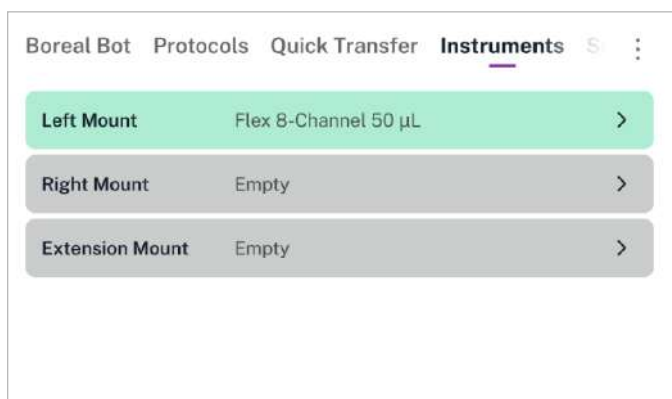 Boreal Bot Protocols Quick Transfer Instruments S
Left Mount Flex 8-Channel 50 µL
Right Mount Empty
Extension Mount Empty